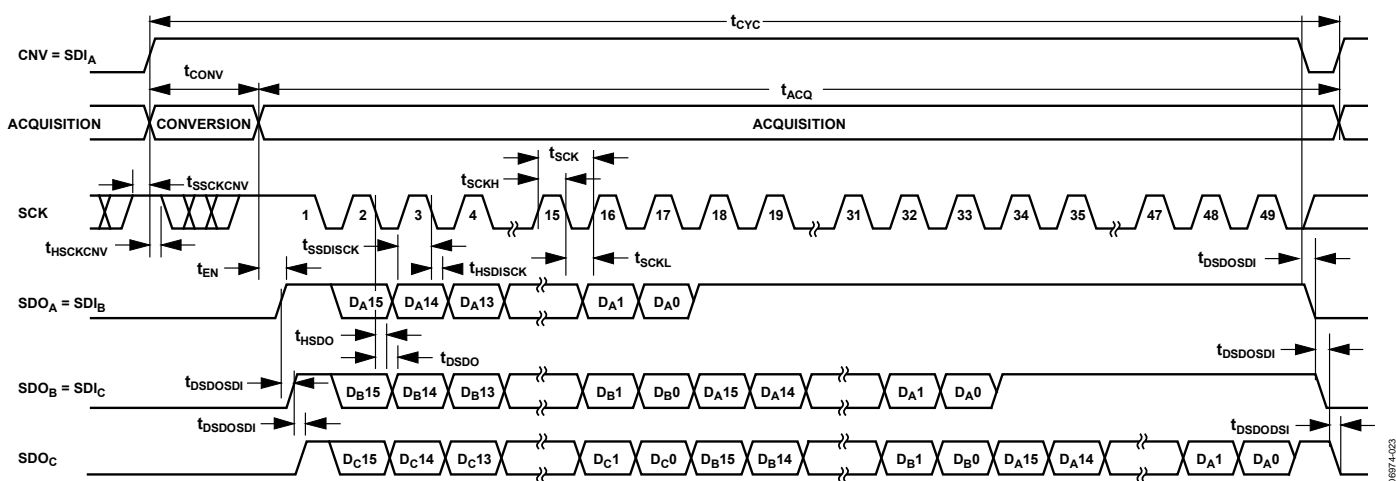 tCYC
CNV = SDIA
tCONV
tACQ
ACQUISITION CONVERSION ACQUISITION
tSCK
tSSCKCNV
tSCKH
SCK 1 2 3 4 15 16 17 18 19 31 32 33 34 35 47 48 49
tHSCKCNV
tSSDISCK
tHSDISCK
tSCKL
tDSDOSDI
tEN
SDOA = SDIB DA15 DA14 DA13 DA1 DA0
tHSDO
tDSDO
tDSDOSDI
tDSDOSDI
SDOB = SDIC DB15 DB14 DB13 DB1 DB0 DA15 DA14 DA1 DA0
tDSDOSDI
tDSDODSI
SDOC DC15 DC14 DC13 DC1 DC0 DB15 DB14 DB1 DB0 DA15 DA14 DA1 DA0
06974-023